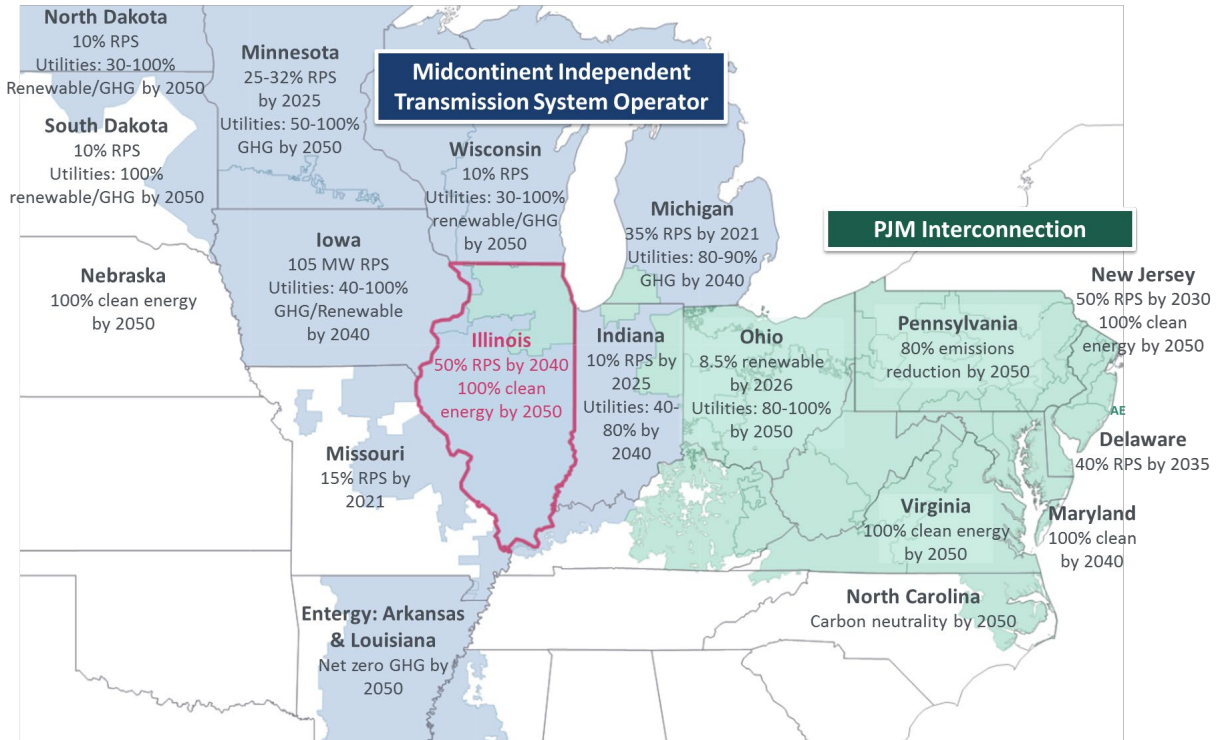 North Dakota
10% RPS
Utilities: 30-100%
Renewable/GHG by 2050
Minnesota
25-32% RPS
by 2025
Utilities: 50-100%
GHG by 2050
Midcontinent Independent
Transmission System Operator
South Dakota
10% RPS
Utilities: 100%
renewable/GHG by 2050
Wisconsin
10% RPS
Utilities: 30-100%
renewable/GHG
by 2050
Michigan
35% RPS by 2021
Utilities: 80-90%
GHG by 2040
PJM Interconnection
Nebraska
100% clean energy
by 2050
Iowa
105 MW RPS
Utilities: 40-100%
GHG/Renewable
by 2040
Illinois
50% RPS by 2040
100% clean
energy by 2050
Indiana
10% RPS by
2025
Utilities: 40-
80% by
2040
Ohio
8.5% renewable
by 2026
Utilities: 80-100%
by 2050
Pennsylvania
80% emissions
reduction by 2050
New Jersey
50% RPS by 2030
100% clean
energy by 2050
AE
Delaware
40% RPS by 2035
Missouri
15% RPS by
2021
Virginia
100% clean energy
by 2050
Maryland
100% clean
by 2040
Entergy: Arkansas
& Louisiana
Net zero GHG by
2050
North Carolina
Carbon neutrality by 2050